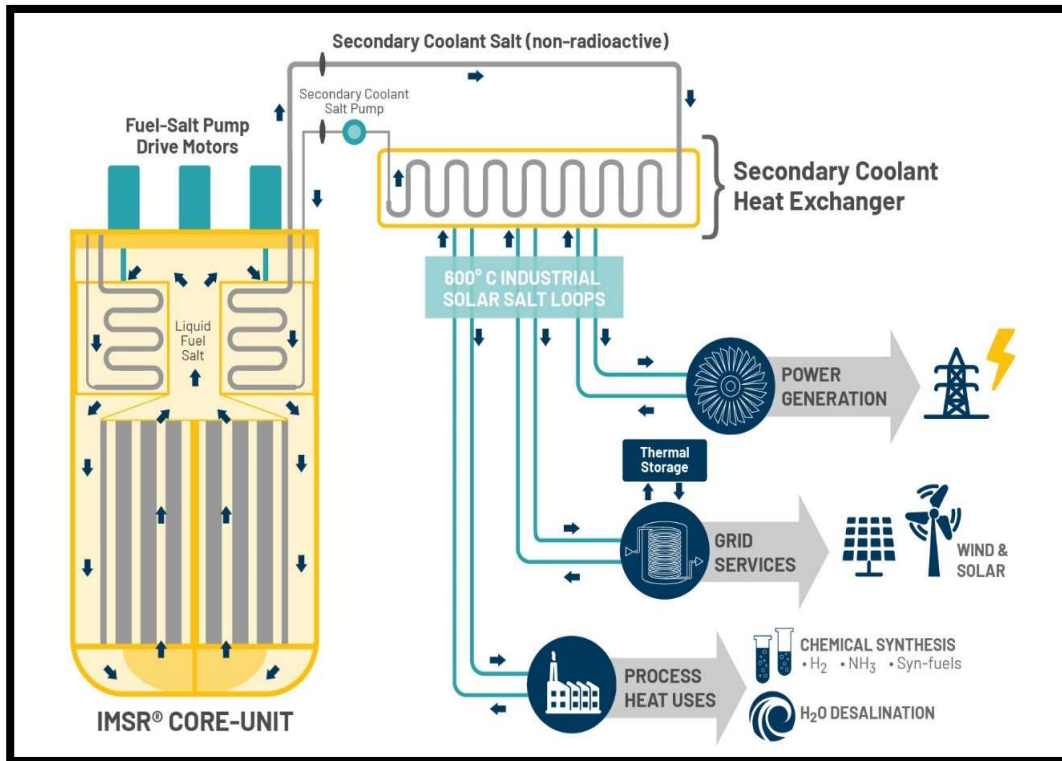 Secondary Coolant Salt (non-radioactive)
Secondary Coolant
Salt Pump
Fuel-Salt Pump
Drive Motors
Secondary Coolant
Heat Exchanger
600° C INDUSTRIAL
SOLAR SALT LOOPS
Liquid
Fuel
Salt
POWER
GENERATION
Thermal
Storage
GRID
SERVICES
WIND &
SOLAR
PROCESS
HEAT USES
CHEMICAL SYNTHESIS
• H₂ • NH₃ • Syn-fuels
H₂O DESALINATION
IMSR® CORE-UNIT